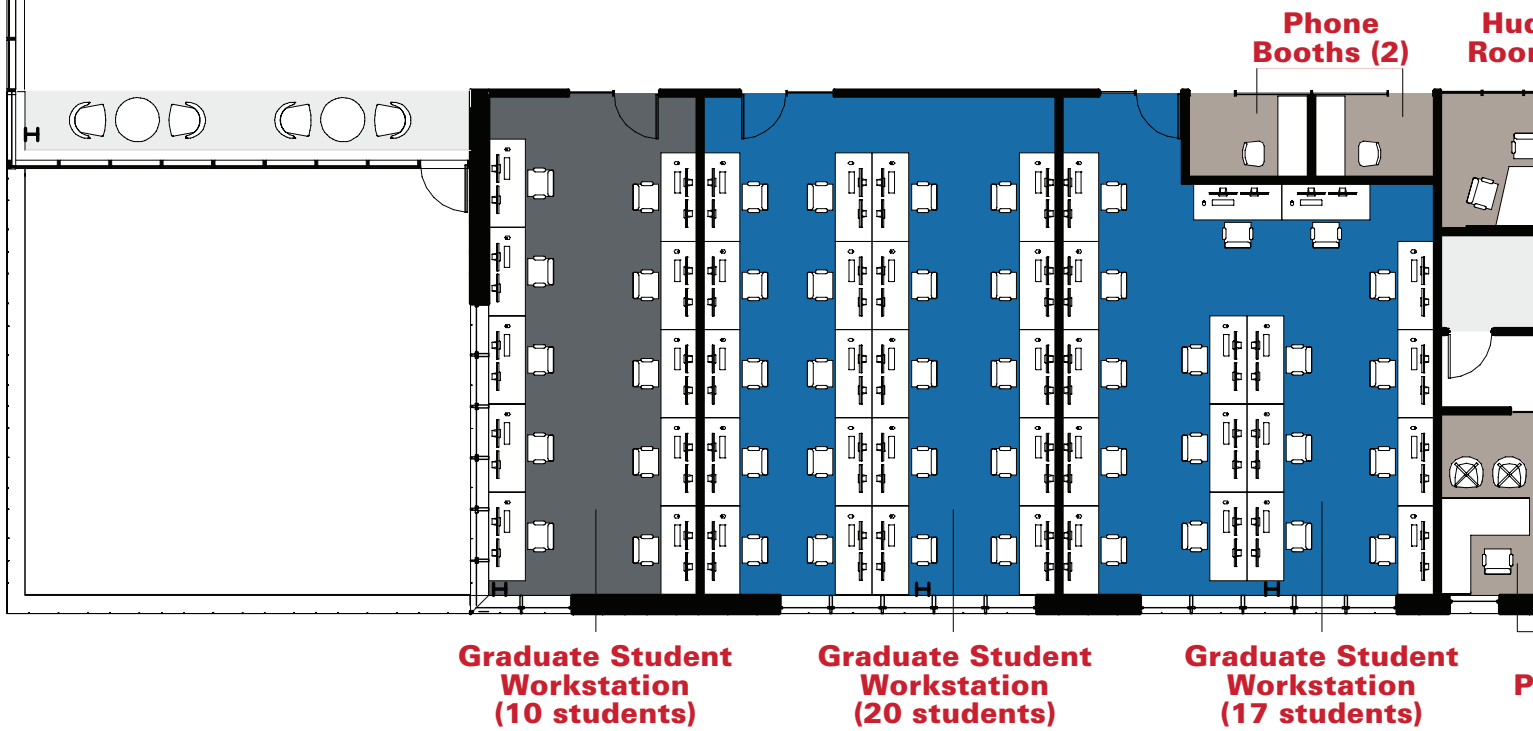 Phone
Booths (2)
Graduate Student
Workstation
(10 students)
Graduate Student
Workstation
(20 students)
Graduate Student
Workstation
(17 students)